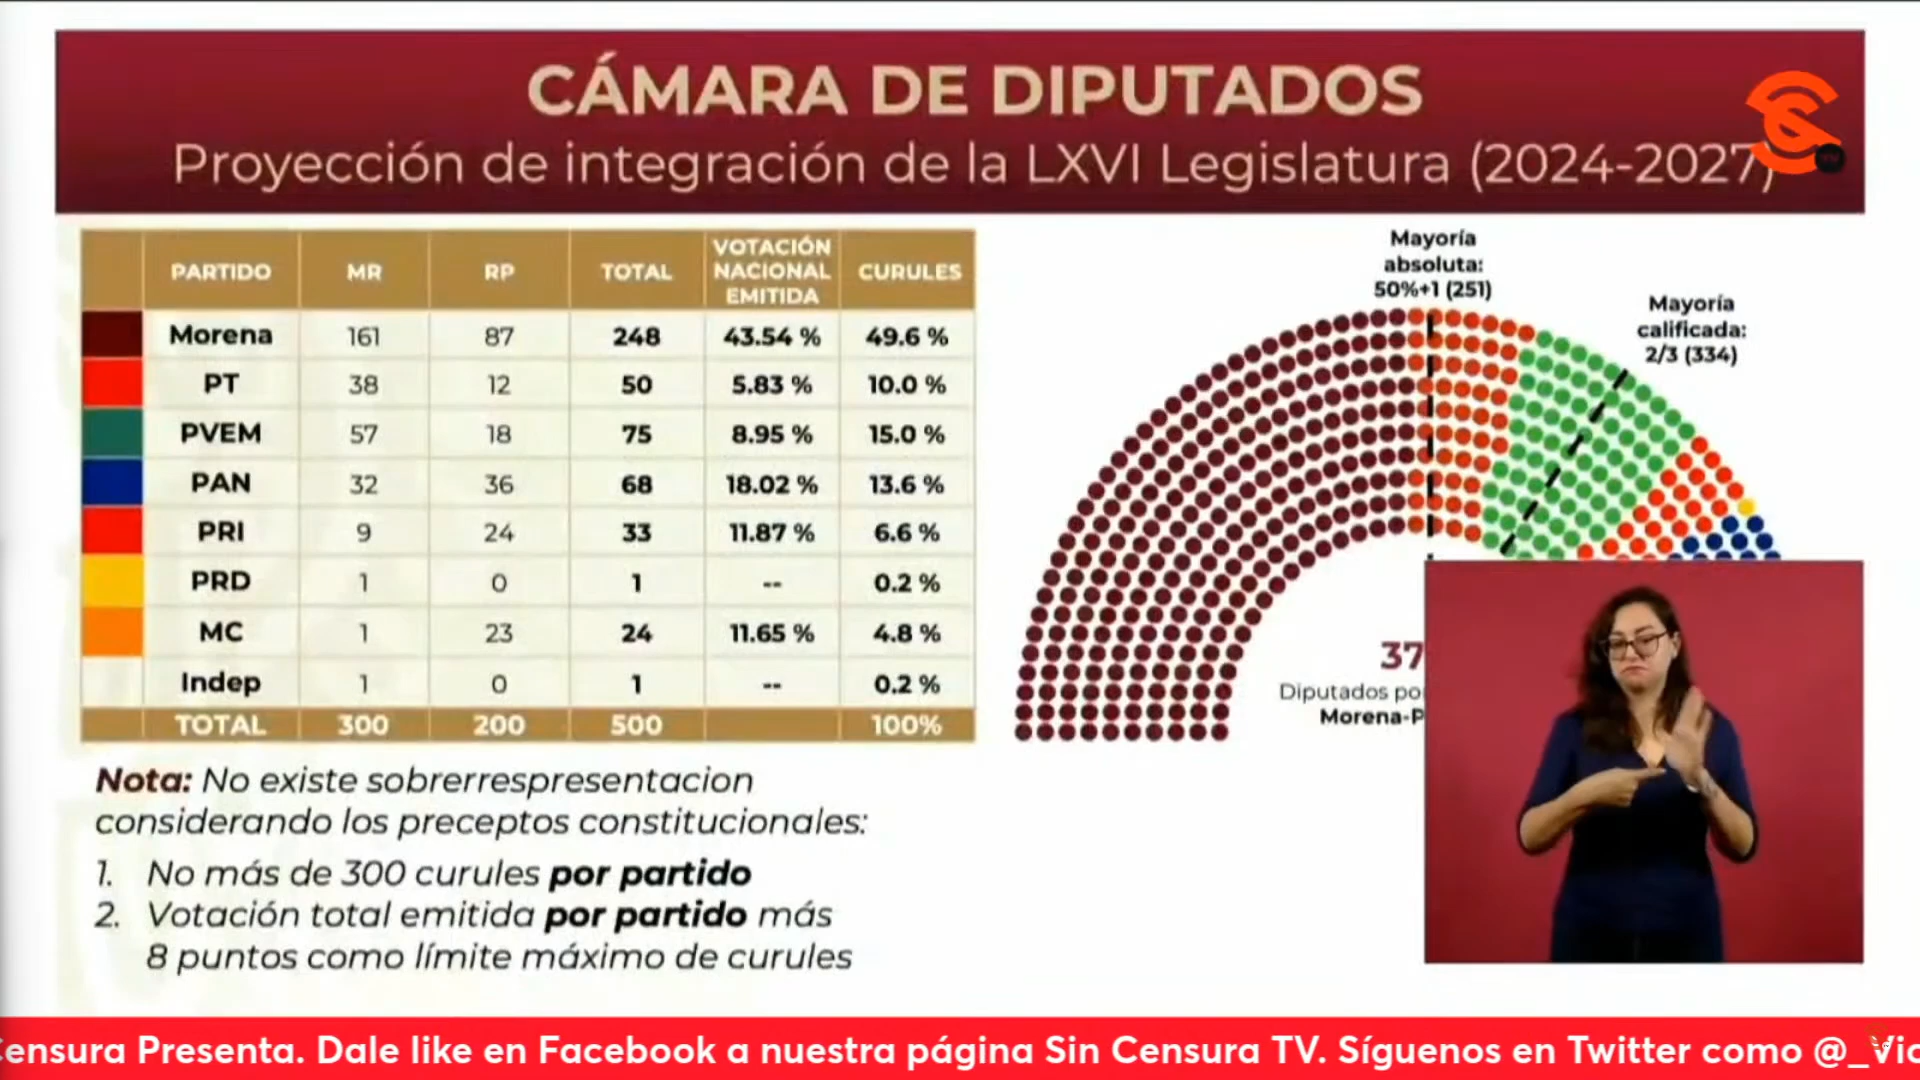 CÁMARA DE DIPUTADOS
Proyección de integración de la LXVI Legislatura (2024-2027)
PARTIDO MR RP TOTAL VOTACIÓN NACIONAL EMITIDA CURULES
Morena 161 87 248 43.54 % 49.6 %
PT 38 12 50 5.83 % 10.0 %
PVEM 57 18 75 8.95 % 15.0 %
PAN 32 36 68 18.02 % 13.6 %
PRI 9 24 33 11.87 % 6.6 %
PRD 1 0 1 -- 0.2 %
MC 1 23 24 11.65 % 4.8 %
Indep 1 0 1 -- 0.2 %
TOTAL 300 200 500 100%
Nota: No existe sobrerrespresentacion
considerando los preceptos constitucionales:
1. No más de 300 curules por partido
2. Votación total emitida por partido más
8 puntos como límite máximo de curules
Mayoría
absoluta:
50%+1 (251)
Mayoría
calificada:
2/3 (334)
37
Diputados po
Morena-P
ensura Presenta. Dale like en Facebook a nuestra página Sin Censura TV. Síguenos en Twitter como @_Vic